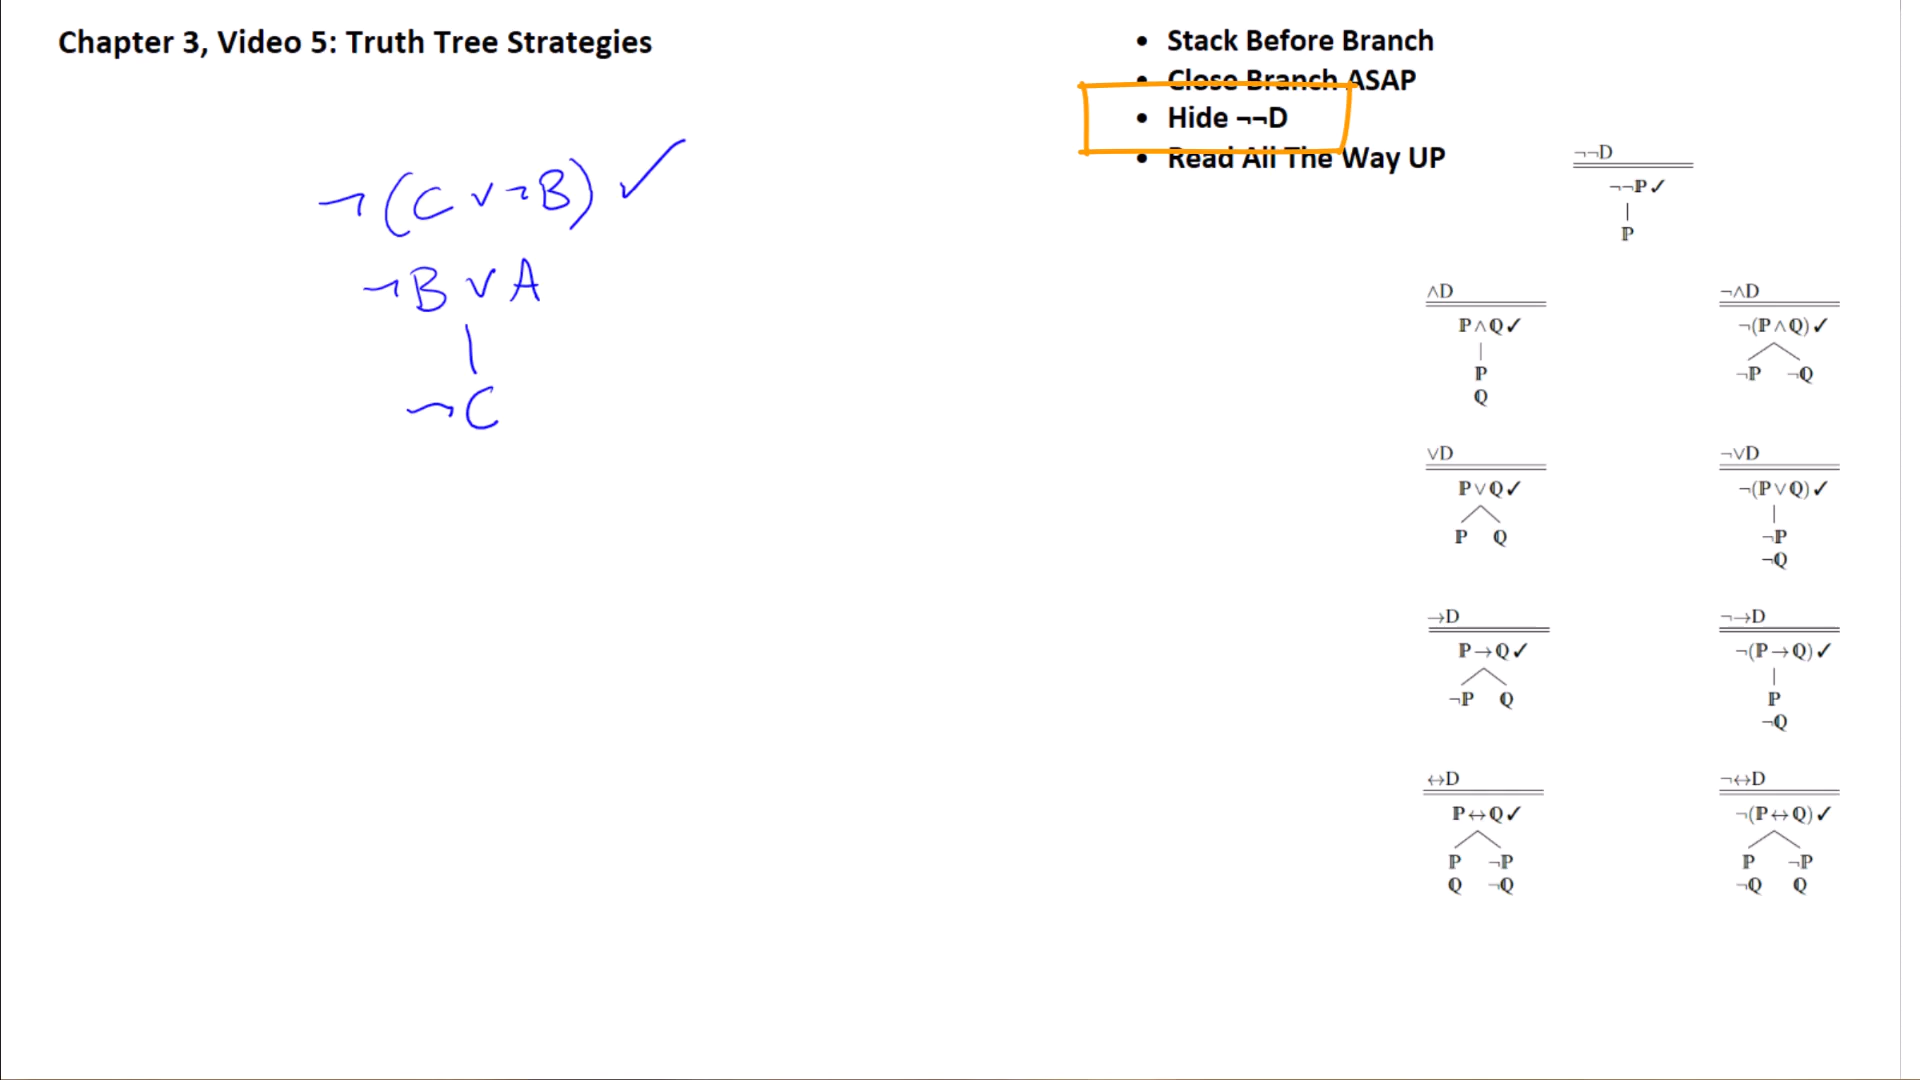 Chapter 3, Video 5: Truth Tree Strategies
• Stack Before Branch
• Close Branch ASAP
• Hide ¬¬D
• Read All The Way UP
¬(C∨¬B) ✓
¬B∨A
¬C
¬¬D
¬¬ℙ✓
ℙ
∧D
ℙ∧ℚ✓
ℙ
ℚ
¬∧D
¬(ℙ∧ℚ)✓
¬ℙ ¬ℚ
∨D
ℙ∨ℚ✓
ℙ ℚ
¬∨D
¬(ℙ∨ℚ)✓
¬ℙ
¬ℚ
→D
ℙ→ℚ✓
¬ℙ ℚ
¬→D
¬(ℙ→ℚ)✓
ℙ
¬ℚ
↔D
ℙ↔ℚ✓
ℙ ¬ℙ
ℚ ¬ℚ
¬↔D
¬(ℙ↔ℚ)✓
ℙ ¬ℙ
¬ℚ ℚ